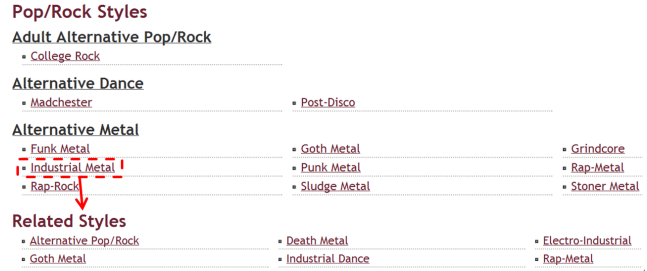 Pop/Rock Styles
Adult Alternative Pop/Rock
College Rock
Alternative Dance
Madchester Post-Disco
Alternative Metal
Funk Metal Goth Metal Grindcore
Industrial Metal Punk Metal Rap-Metal
Rap-Rock Sludge Metal Stoner Metal
Related Styles
Alternative Pop/Rock Death Metal Electro-Industrial
Goth Metal Industrial Dance Rap-Metal